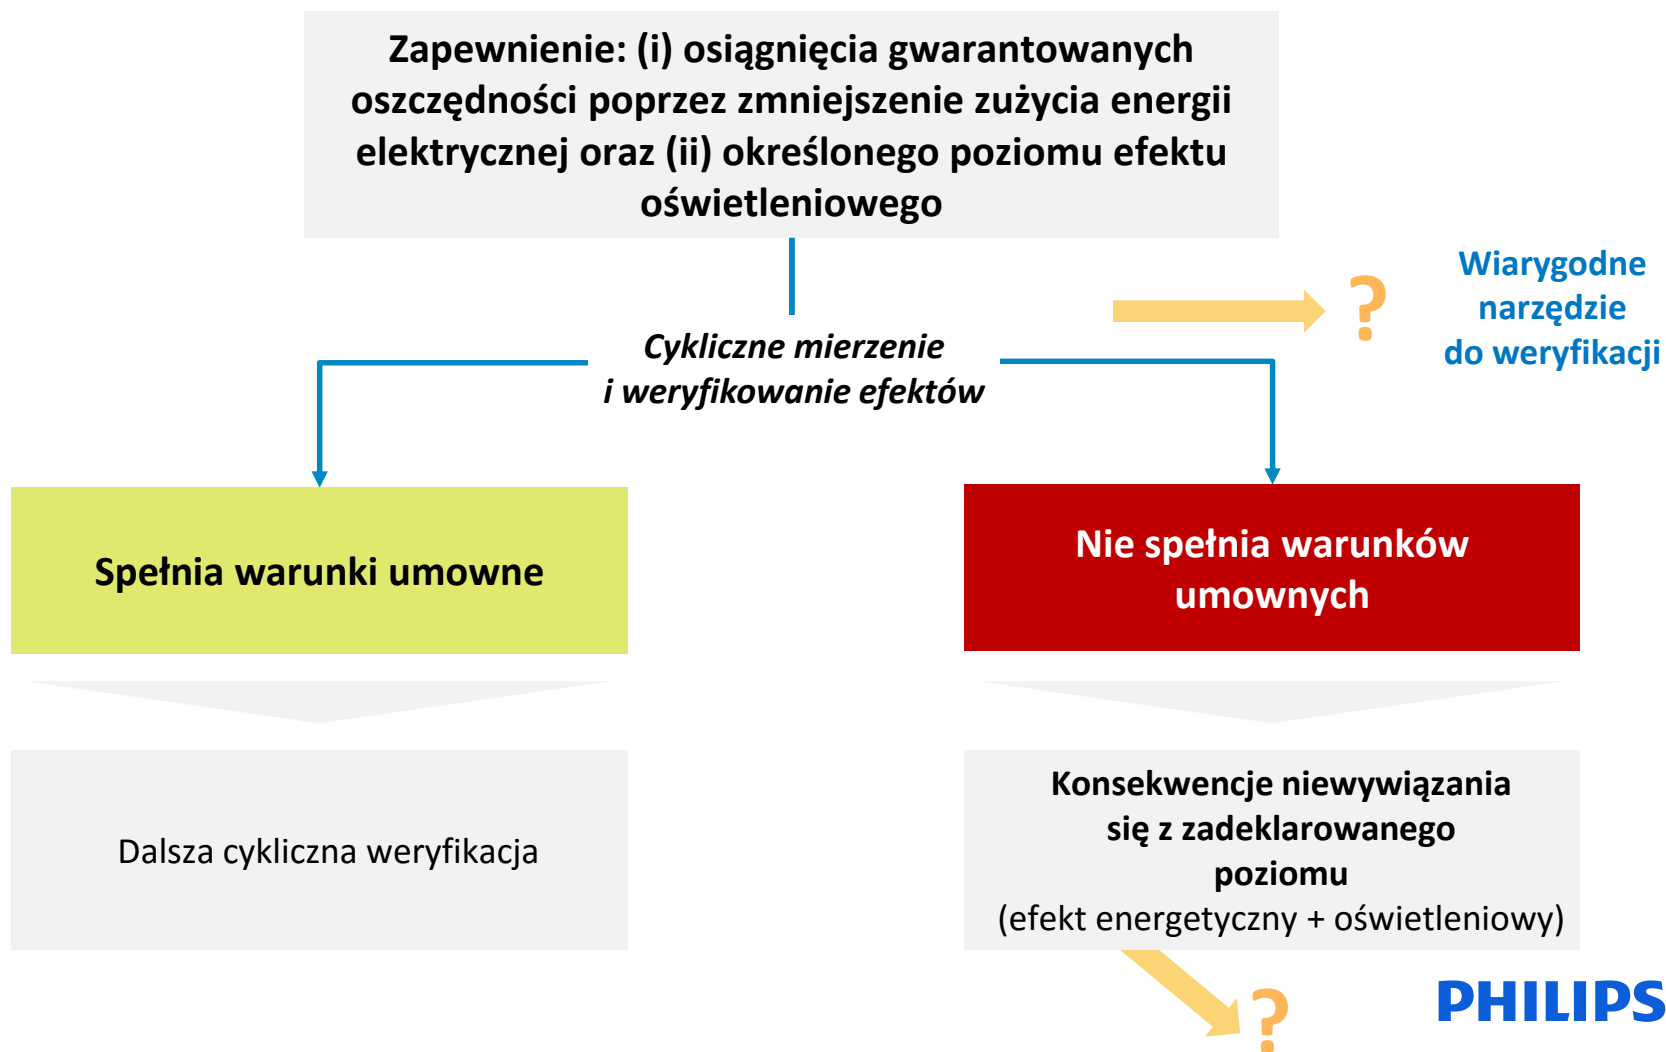 Zapewnienie: (i) osiągnięcia gwarantowanych
oszczędności poprzez zmniejszenie zużycia energii
elektrycznej oraz (ii) określonego poziomu efektu
oświetleniowego
?
Wiarygodne
narzędzie
do weryfikacji
Cykliczne mierzenie
i weryfikowanie efektów
Spełnia warunki umowne
Nie spełnia warunków
umownych
Dalsza cykliczna weryfikacja
Konsekwencje niewywiązania
się z zadeklarowanego
poziomu
(efekt energetyczny + oświetleniowy)
?
PHILIPS